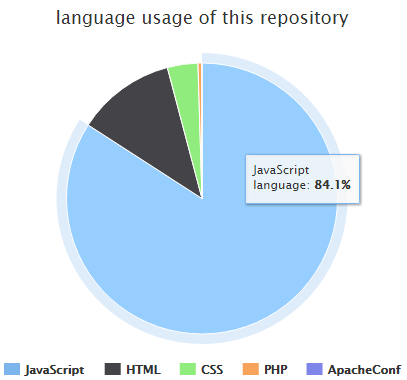 language usage of this repository
JavaScript
language: 84.1%
JavaScript HTML CSS PHP ApacheConf